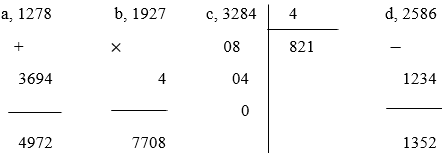 a, 1278 b, 1927 c, 3284 4 d, 2586
+ × 08 821 –
3694 4 04 1234
0
4972 7708 1352